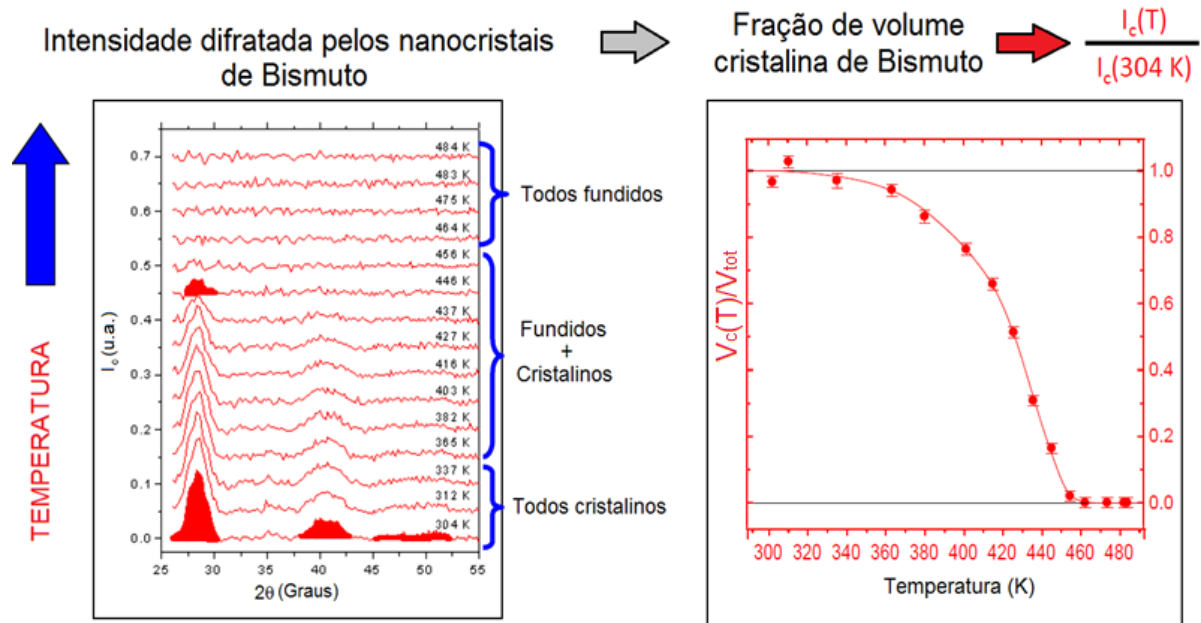 Intensidade difratada pelos nanocristais
de Bismuto
Fração de volume
cristalina de Bismuto
I_c(T)
I_c(304 K)
TEMPERATURA
I_c (u.a.)
0.7
0.6
0.5
0.4
0.3
0.2
0.1
0.0
484 K
483 K
475 K
464 K
456 K
446 K
437 K
427 K
416 K
403 K
382 K
365 K
337 K
312 K
304 K
25 30 35 40 45 50 55
2θ (Graus)
Todos fundidos
Fundidos
+
Cristalinos
Todos cristalinos
V_c(T)/V_tot
1.0
0.8
0.6
0.4
0.2
0.0
300 320 340 360 380 400 420 440 460 480
Temperatura (K)